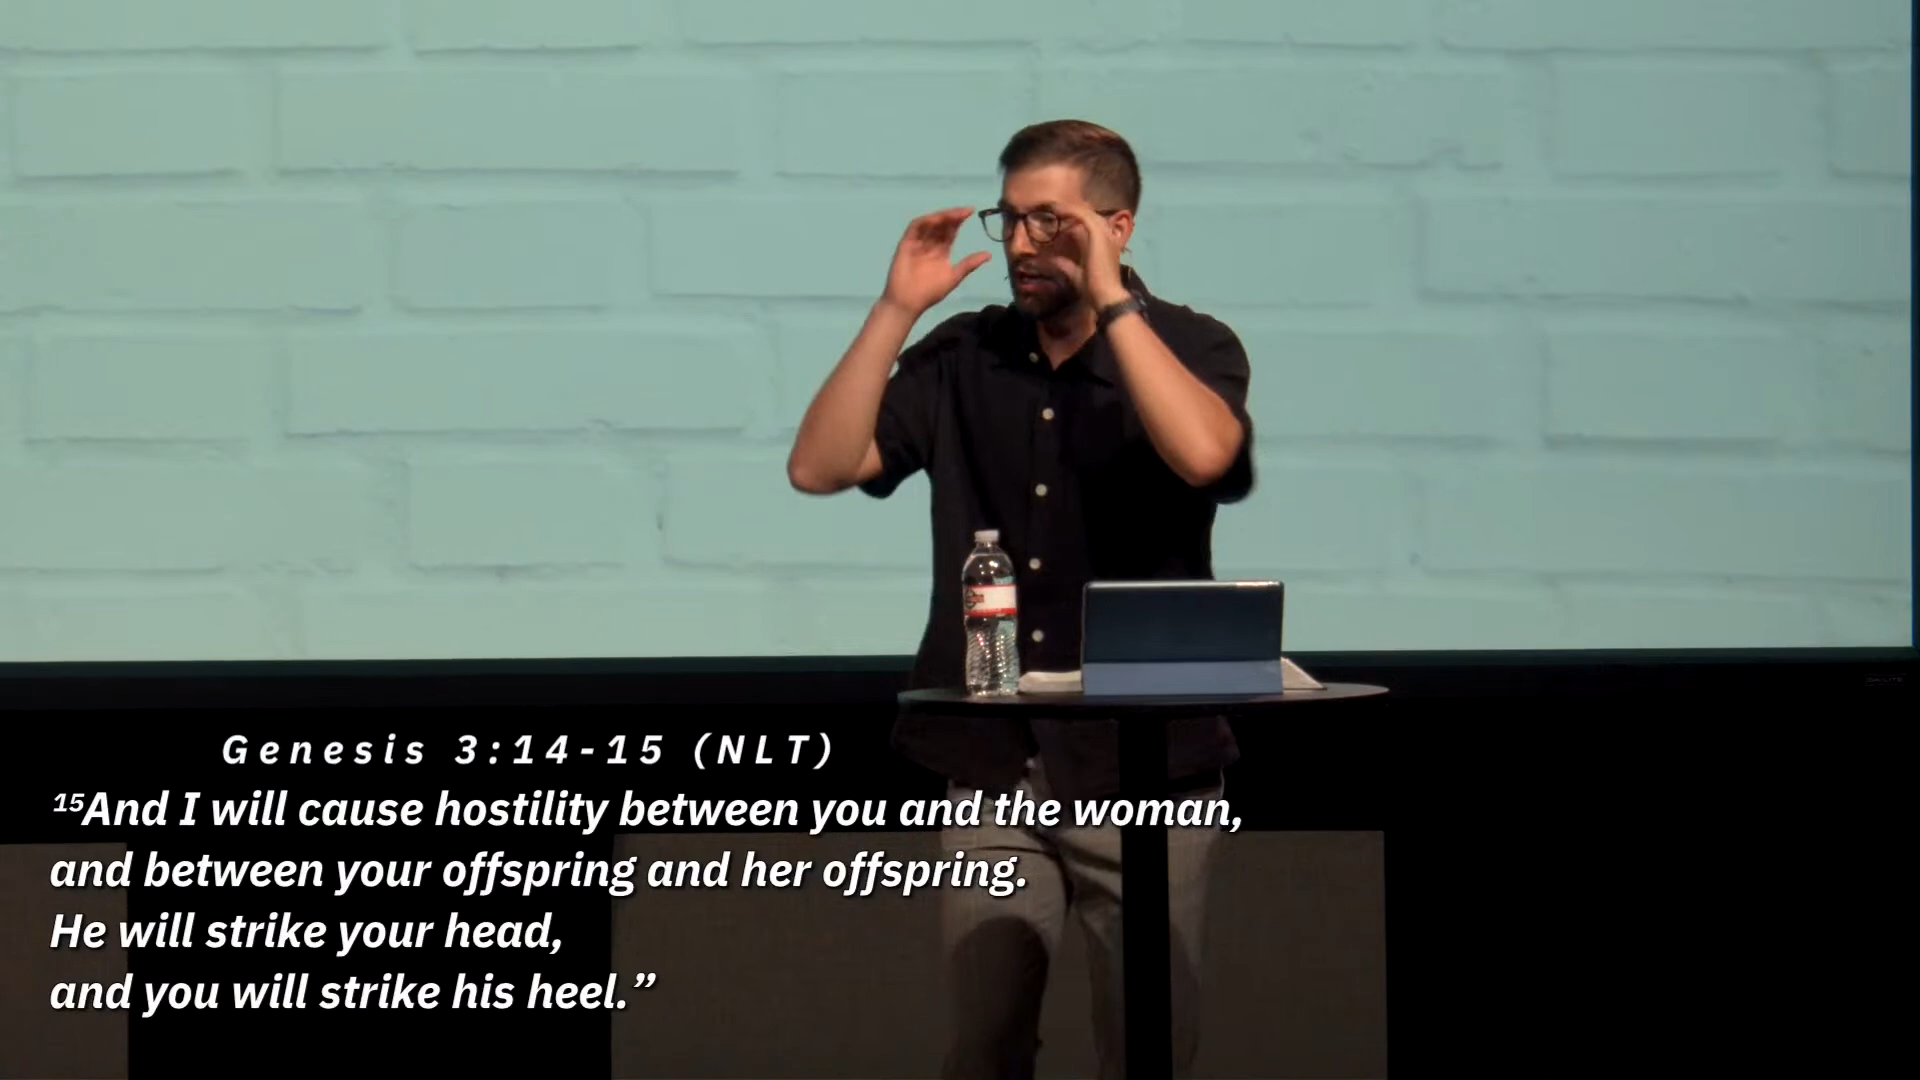 Genesis 3:14-15 (NLT)
¹⁵And I will cause hostility between you and the woman,
and between your offspring and her offspring.
He will strike your head,
and you will strike his heel.”